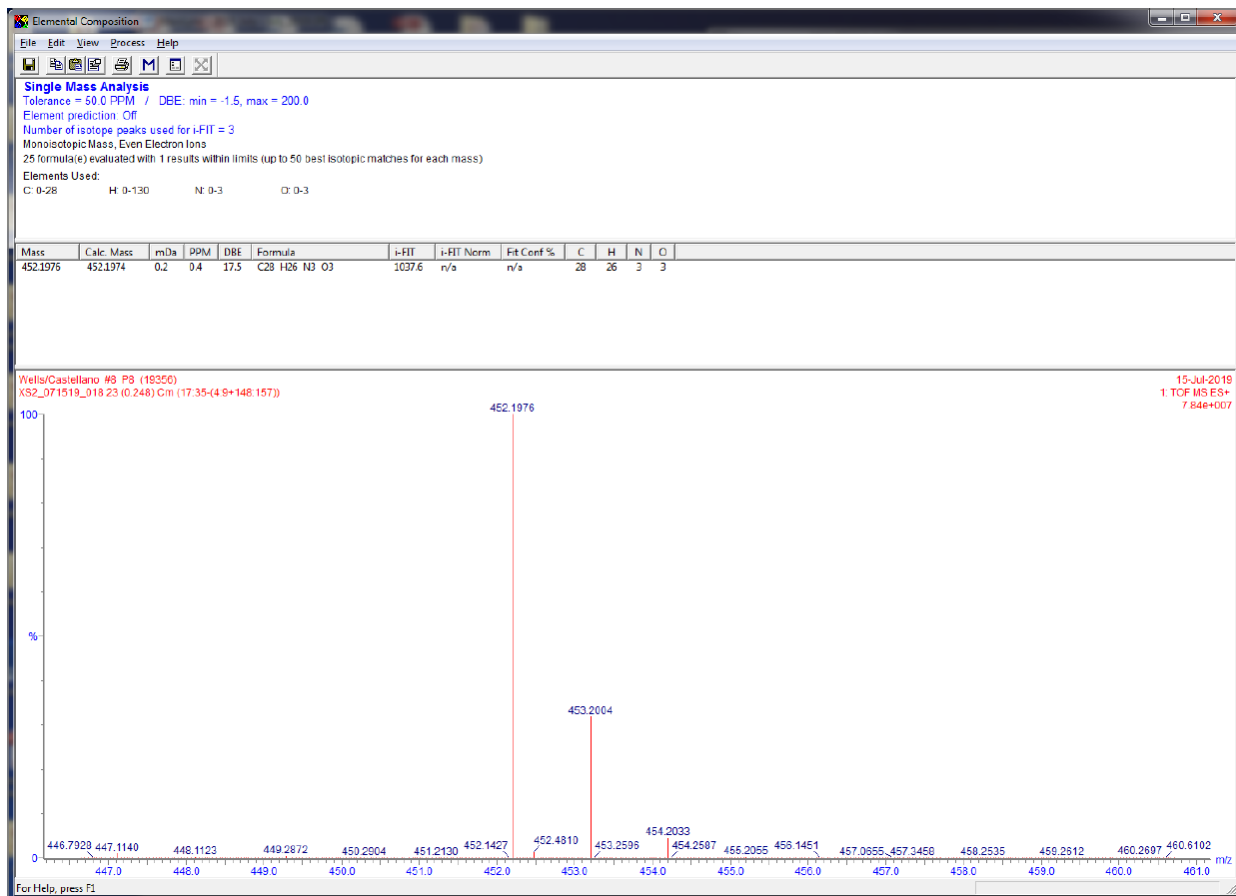 Elemental Composition
File Edit View Process Help
M
Single Mass Analysis
Tolerance = 50.0 PPM / DBE: min = -1.5, max = 200.0
Element prediction: Off
Number of isotope peaks used for i-FIT = 3
Monoisotopic Mass, Even Electron Ions
25 formula(e) evaluated with 1 results within limits (up to 50 best isotopic matches for each mass)
Elements Used:
C: 0-28 H: 0-130 N: 0-3 O: 0-3
Mass Calc. Mass mDa PPM DBE Formula i-FIT i-FIT Norm Fit Conf % C H N O
452.1976 452.1974 0.2 0.4 17.5 C28 H26 N3 O3 1037.6 n/a n/a 28 26 3 3
Wells/Castellano #8 P8 (19356) 15-Jul-2019
XS2_071519_018 23 (0.248) Cm (17:35-(4:9+148:157)) 1: TOF MS ES+
7.84e+007
100
452.1976
%
453.2004
454.2033
446.7928 447.1140 448.1123 449.2872 450.2904 451.2130 452.1427 452.4810 453.2596 454.2587 455.2055 456.1451 457.0655 457.3458 458.2535 459.2612 460.2697 460.6102
0
447.0 448.0 449.0 450.0 451.0 452.0 453.0 454.0 455.0 456.0 457.0 458.0 459.0 460.0 461.0 m/z
For Help, press F1